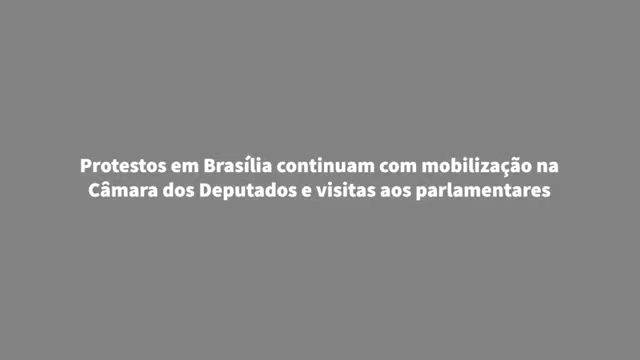 Protestos em Brasília continuam com mobilização na
Câmara dos Deputados e visitas aos parlamentares